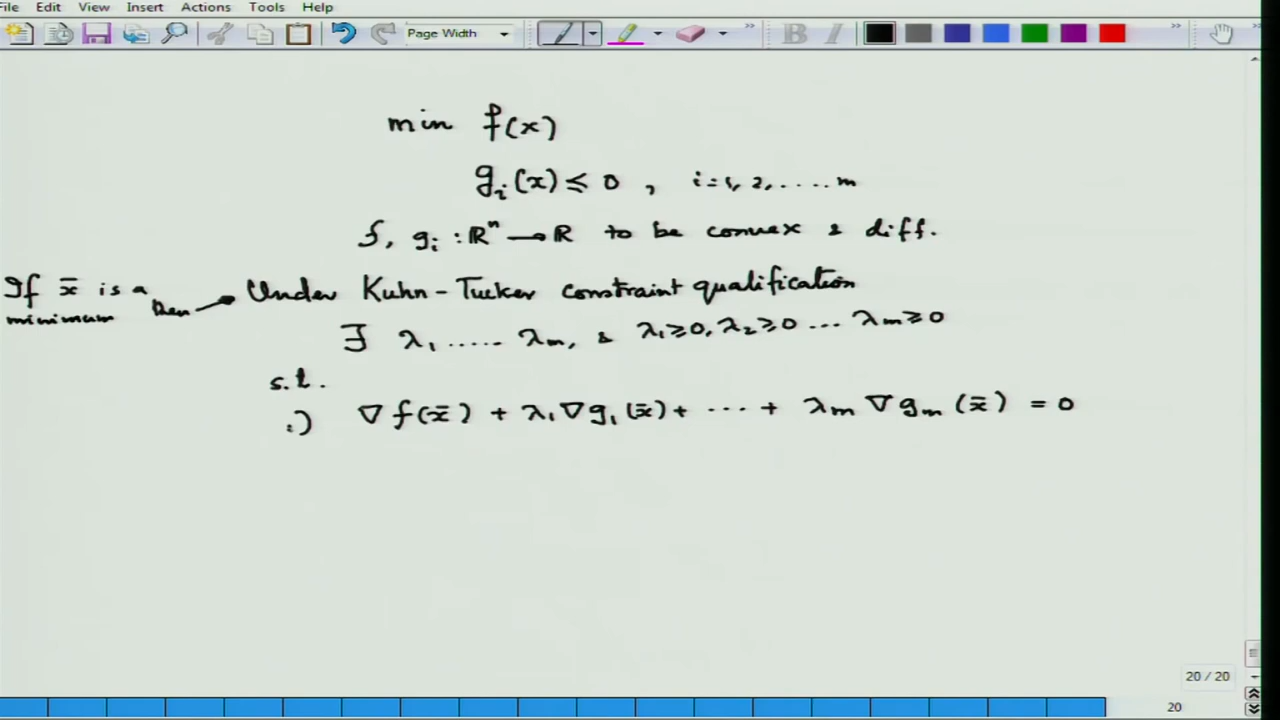 File Edit View Insert Actions Tools Help
Page Width
B I
min f(x)
gᵢ(x) ≤ 0 , i = 1, 2, ..... m
f, gᵢ : ℝⁿ → ℝ to be convex & diff.
If x̄ is a minimum then → Under Kuhn-Tucker constraint qualification
∃ λ₁ ..... λₘ, & λ₁ ≥ 0, λ₂ ≥ 0 ... λₘ ≥ 0
s.t.
i) ∇f(x̄) + λ₁∇g₁(x̄) + ... + λₘ∇gₘ(x̄) = 0
20 / 20
20